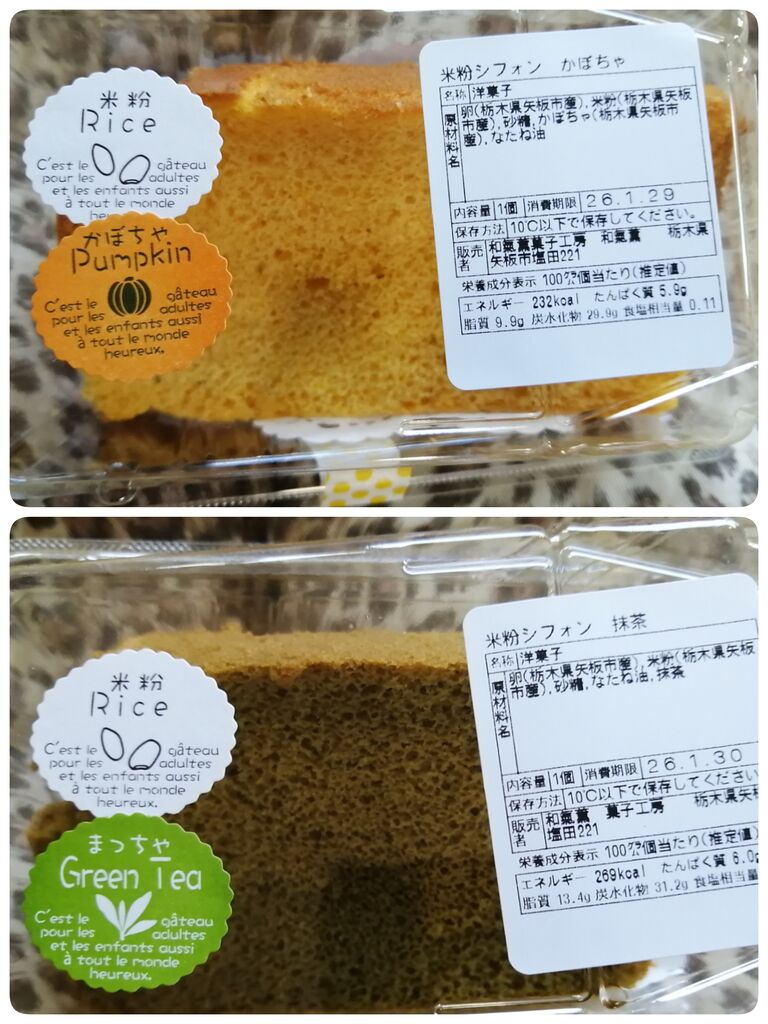 米粉
Rice
C'est le gâteau
pour les adultes
et les enfants aussi
à tout le monde
かぼちゃ
Pumpkin
C'est le gâteau
pour les adultes
et les enfants aussi
à tout le monde
heureux.
米粉シフォン かぼちゃ
名称 洋菓子
原材料名 卵(栃木県矢板市産),米粉(栃木県矢板
市産),砂糖,かぼちゃ(栃木県矢板市
産),なたね油
内容量 1個 消費期限 26.1.29
保存方法 10℃以下で保存してください。
販売者 和氣薫菓子工房 和氣薫 栃木県
矢板市塩田221
栄養成分表示 100㌘個当たり(推定値)
エネルギー 232kcal たんぱく質 5.9g
脂質 9.9g 炭水化物 29.9g 食塩相当量 0.11
米粉
Rice
C'est le gâteau
pour les adultes
et les enfants aussi
à tout le monde
heureux.
まっちゃ
Green Tea
C'est le gâteau
pour les adultes
et les enfants aussi
à tout le monde
heureux.
米粉シフォン 抹茶
名称 洋菓子
原材料名 卵(栃木県矢板市産),米粉(栃木県矢板
市産),砂糖,なたね油,抹茶
内容量 1個 消費期限 26.1.30
保存方法 10℃以下で保存してください
販売者 和氣薫 菓子工房 栃木県矢板
塩田221
栄養成分表示 100㌘個当たり(推定値)
エネルギー 269kcal たんぱく質 6.0g
脂質 13.4g 炭水化物 31.2g 食塩相当量